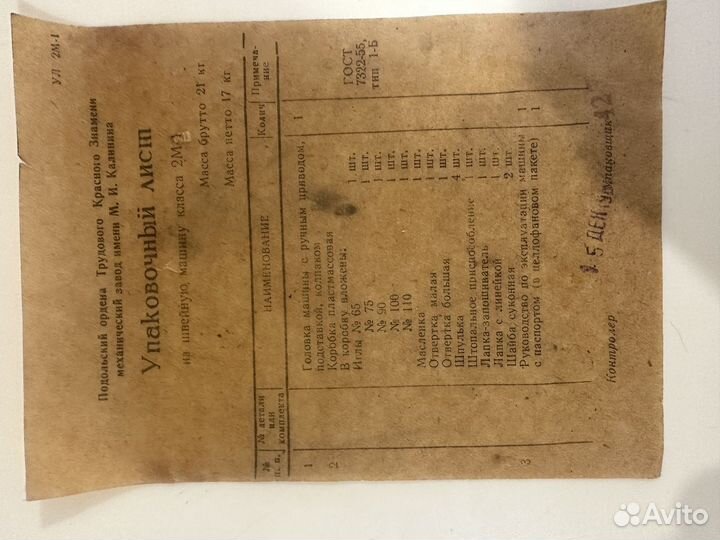 УЛ 2М-1
Подольский ордена Трудового Красного Знамени
механический завод имени М. И. Калинина
Упаковочный лист
на швейную машину класса 2М-
Масса брутто 21 кг
Масса нетто 17 кг
№ п. п. № детали или комплекта НАИМЕНОВАНИЕ Колич Примеча-
ние
1 Головка машины с ручным приводом, 1
подставкой, колпаком
2 Коробка пластмассовая
В коробку вложены:
Иглы № 65 1 шт. ГОСТ
№ 75 1 шт. 7322-55,
№ 90 1 шт. тип 1-Б
№ 100 1 шт.
№ 110 1 шт.
Масленка 1 шт.
Отвертка малая 1 шт.
Отвертка большая 1 шт.
Шпулька 4 шт.
Штопальное приспособление 1 шт.
Лапка-запошиватель 1 шт.
Лапка с линейкой 1 шт.
Шайба суконная 2 шт
3 Руководство по эксплуатации машины 1
с паспортом (в целлофановом пакете) 1
Контролер 5 ДЕК Упаковщик 42
Avito